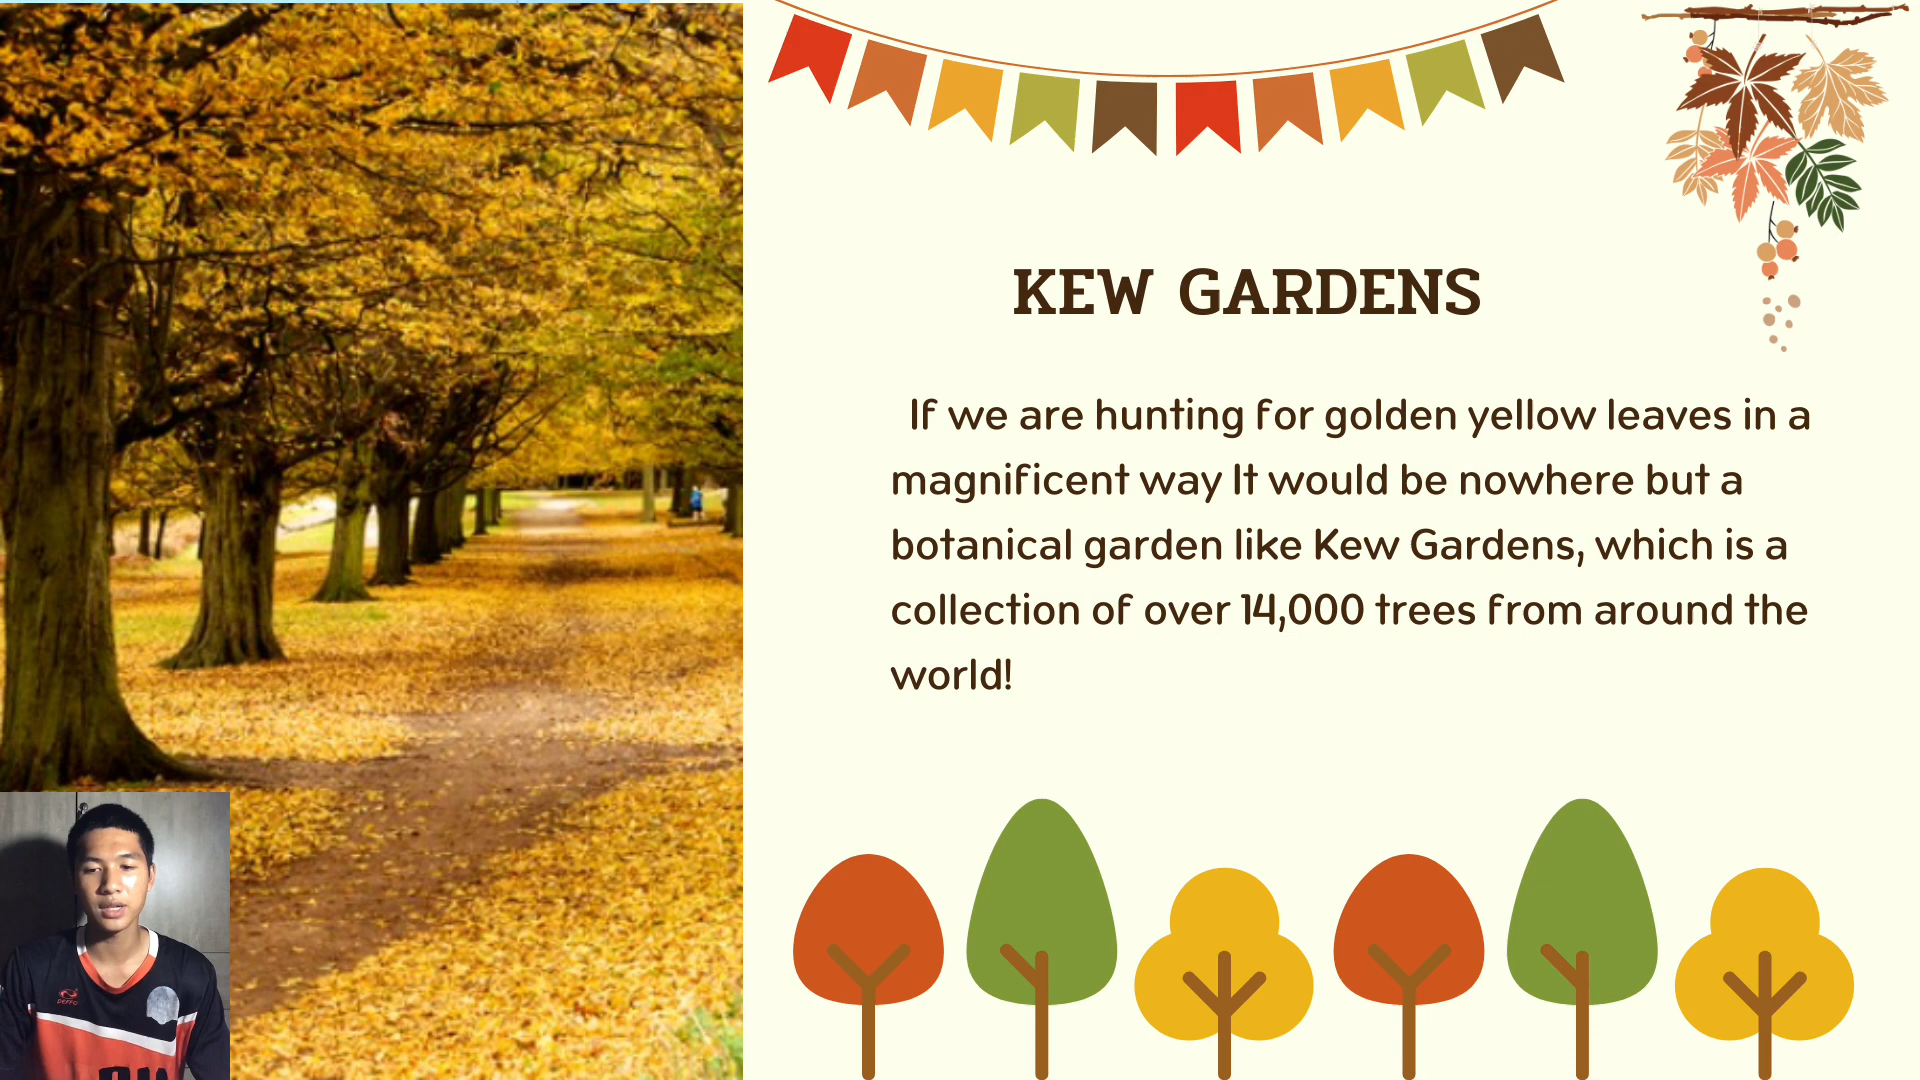 KEW GARDENS
If we are hunting for golden yellow leaves in a
magnificent way It would be nowhere but a
botanical garden like Kew Gardens, which is a
collection of over 14,000 trees from around the
world!